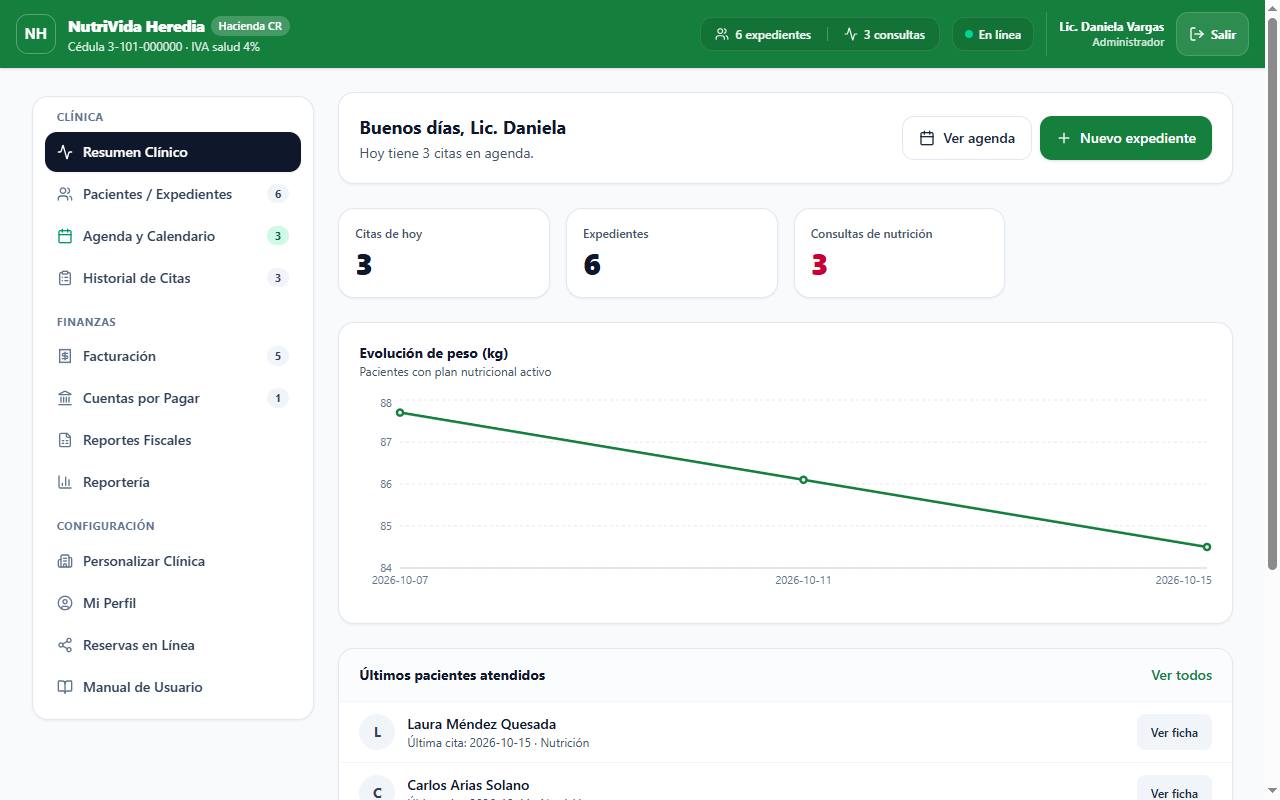 NH
NutriVida Heredia
Hacienda CR
Cédula 3-101-000000 · IVA salud 4%
6 expedientes
3 consultas
En línea
Lic. Daniela Vargas
Administrador
Salir
CLÍNICA
Resumen Clínico
Pacientes / Expedientes 6
Agenda y Calendario 3
Historial de Citas 3
FINANZAS
Facturación 5
Cuentas por Pagar 1
Reportes Fiscales
Reportería
CONFIGURACIÓN
Personalizar Clínica
Mi Perfil
Reservas en Línea
Manual de Usuario
Buenos días, Lic. Daniela
Hoy tiene 3 citas en agenda.
Ver agenda
Nuevo expediente
Citas de hoy
3
Expedientes
6
Consultas de nutrición
3
Evolución de peso (kg)
Pacientes con plan nutricional activo
88
87
86
85
84
2026-10-07 2026-10-11 2026-10-15
Últimos pacientes atendidos
Ver todos
L
Laura Méndez Quesada
Última cita: 2026-10-15 · Nutrición
Ver ficha
C
Carlos Arias Solano
Ver ficha